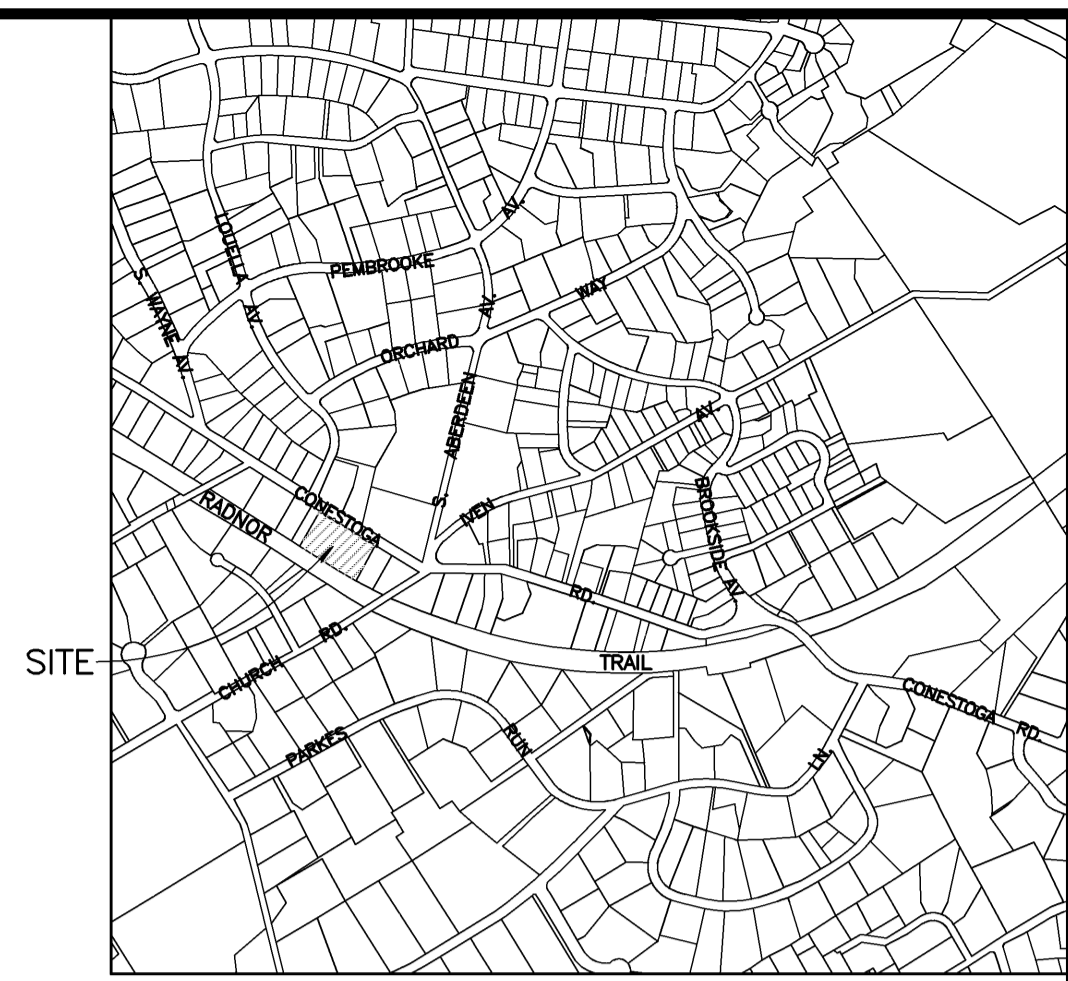 LOUELLA AV.
S. WAYNE AV.
PEMBROOKE AV.
ORCHARD WAY
S. ABERDEEN AV.
IVEN AV.
BROOKSIDE AV.
CONESTOGA RD.
RADNOR TRAIL
SITE
CHURCH RD.
PARKES RUN LN.
CONESTOGA RD.